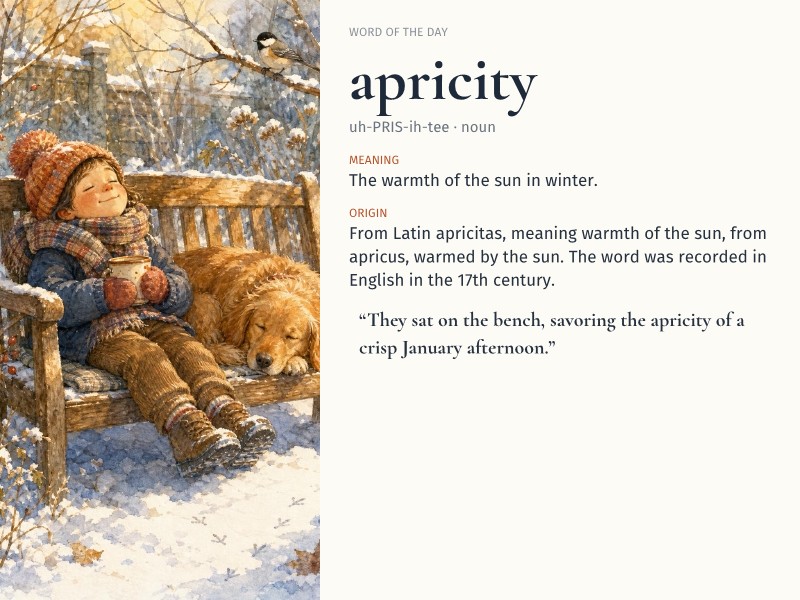 WORD OF THE DAY
apricity
uh-PRIS-ih-tee · noun
MEANING
The warmth of the sun in winter.
ORIGIN
From Latin apricitas, meaning warmth of the sun, from
apricus, warmed by the sun. The word was recorded in
English in the 17th century.
“They sat on the bench, savoring the apricity of a
crisp January afternoon.”